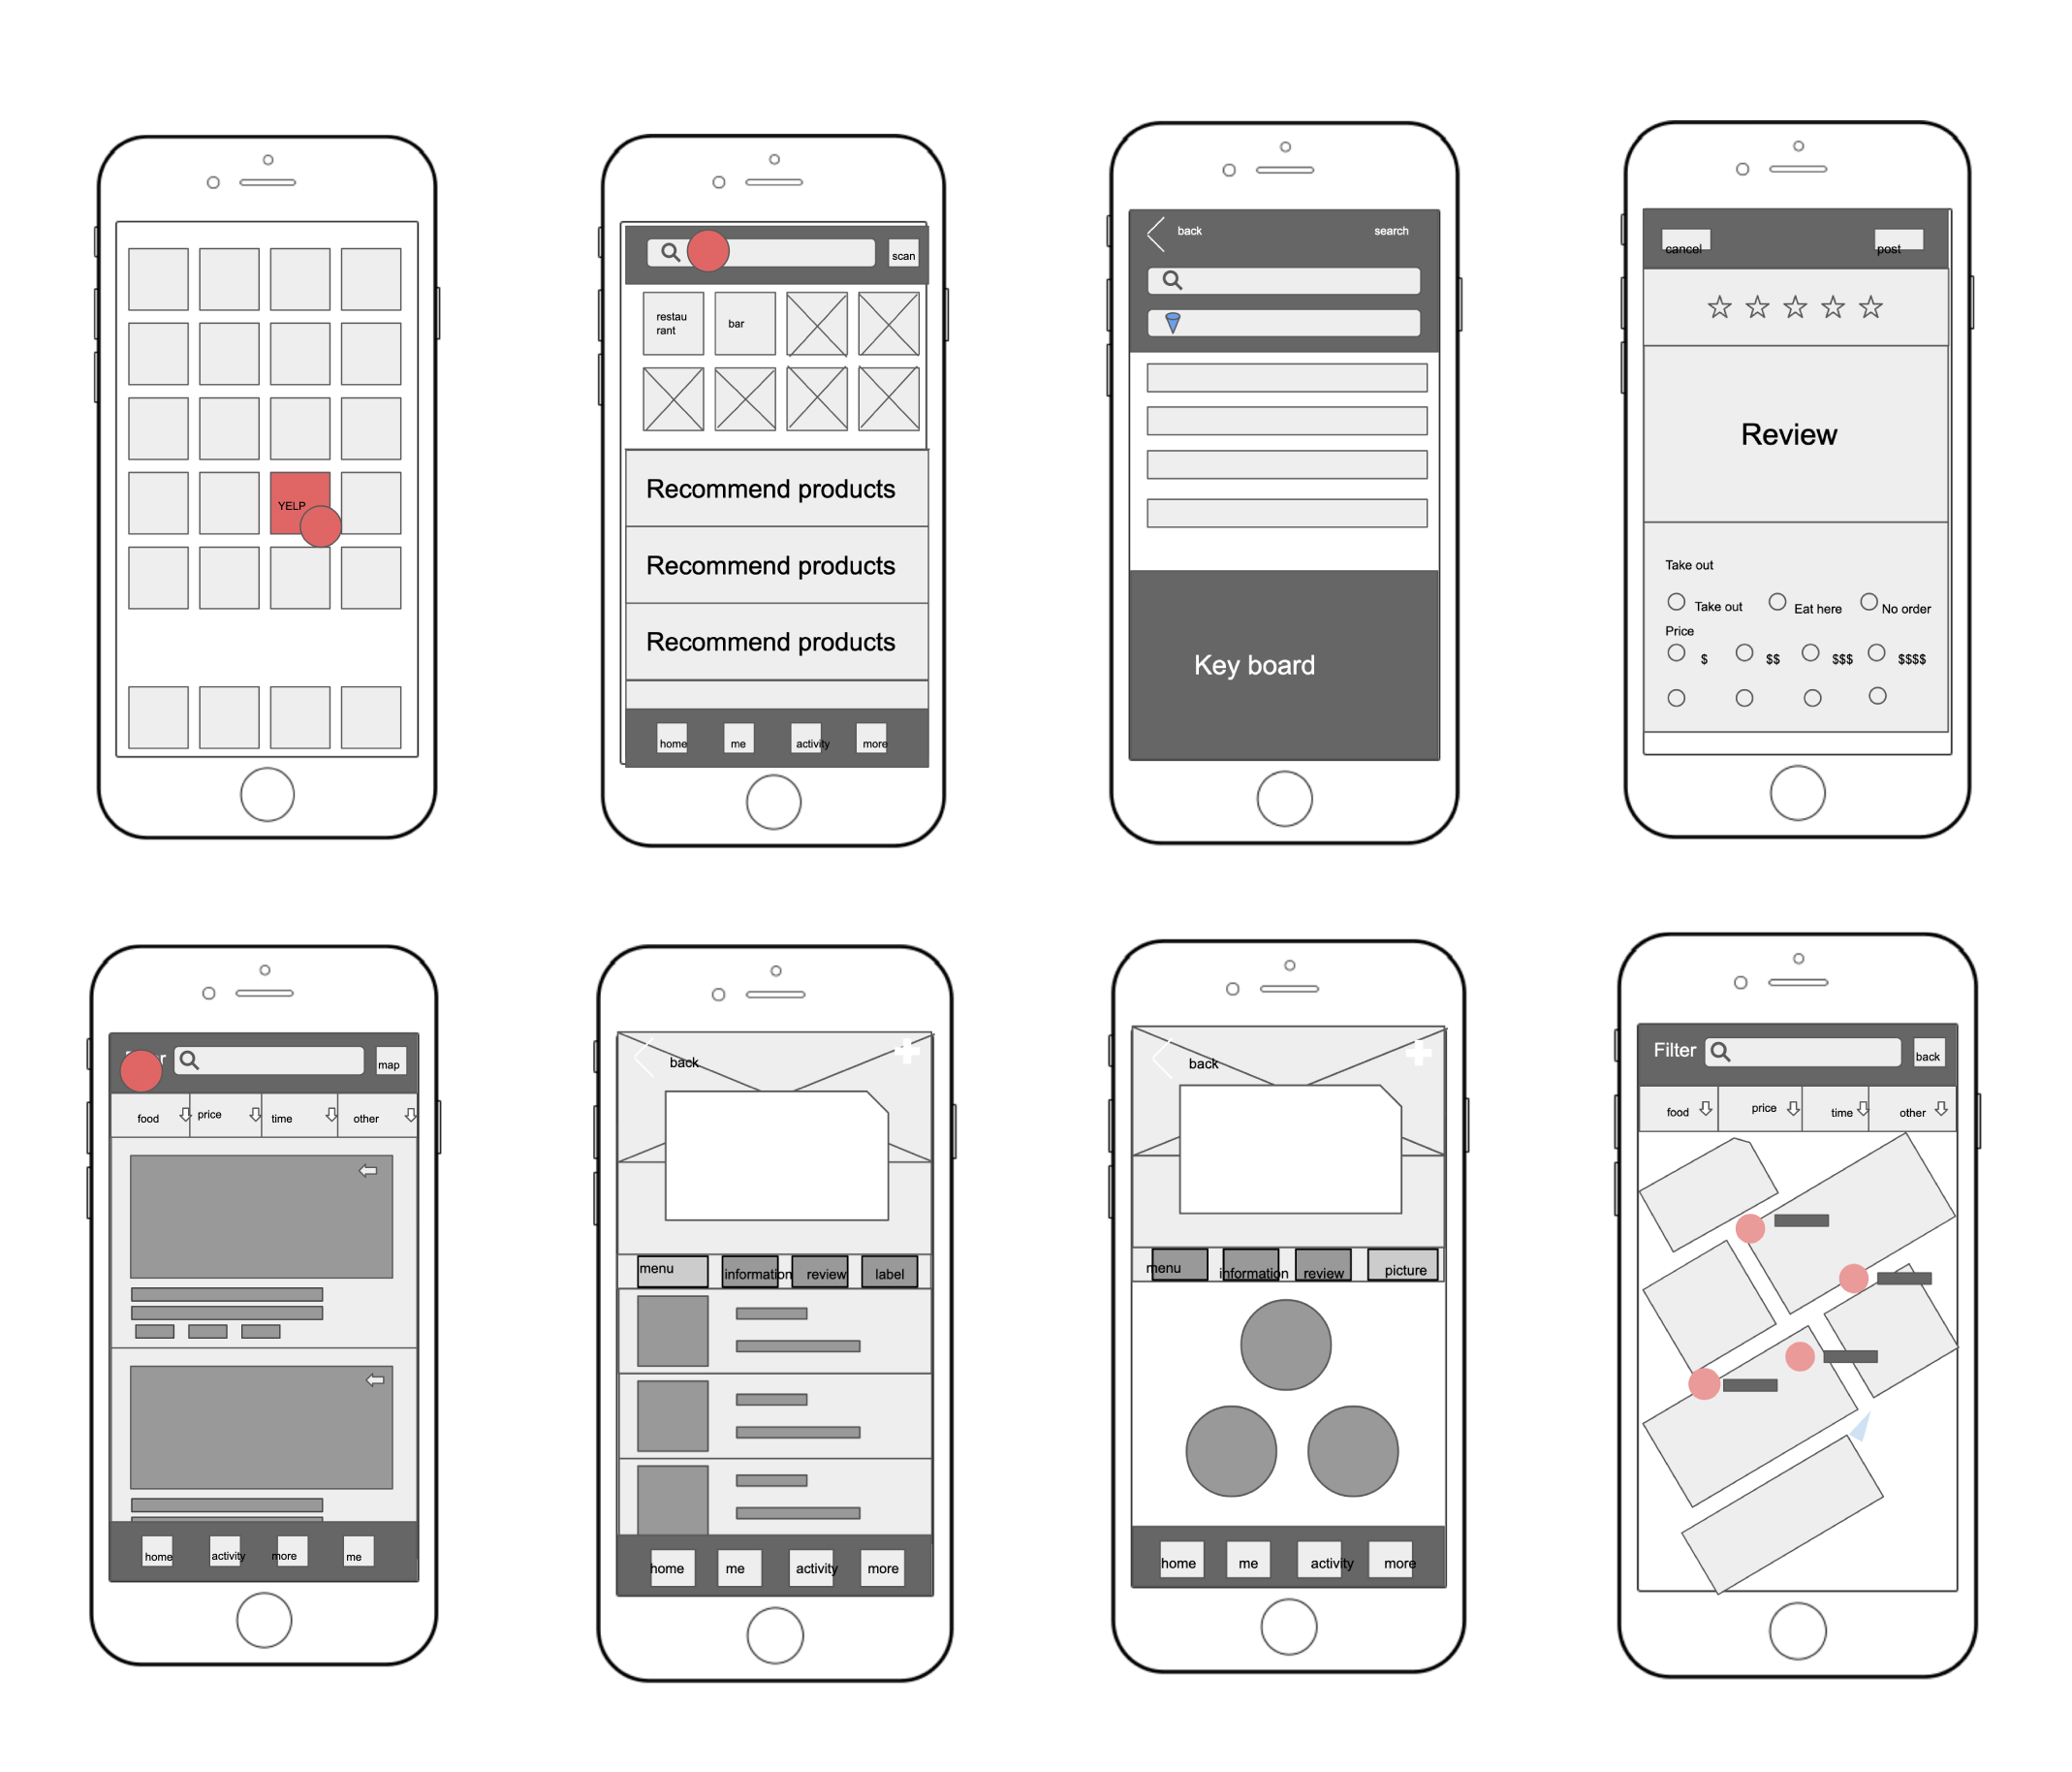 YELP
scan
restau
rant
bar
Recommend products
Recommend products
Recommend products
home
me
activity
more
back
search
Key board
cancel
post
Review
Take out
Take out
Eat here
No order
Price
$
$$
$$$
$$$$
map
food
price
time
other
home
activity
more
me
back
menu
information
review
label
home
me
activity
more
back
menu
information
review
picture
home
me
activity
more
Filter
back
food
price
time
other